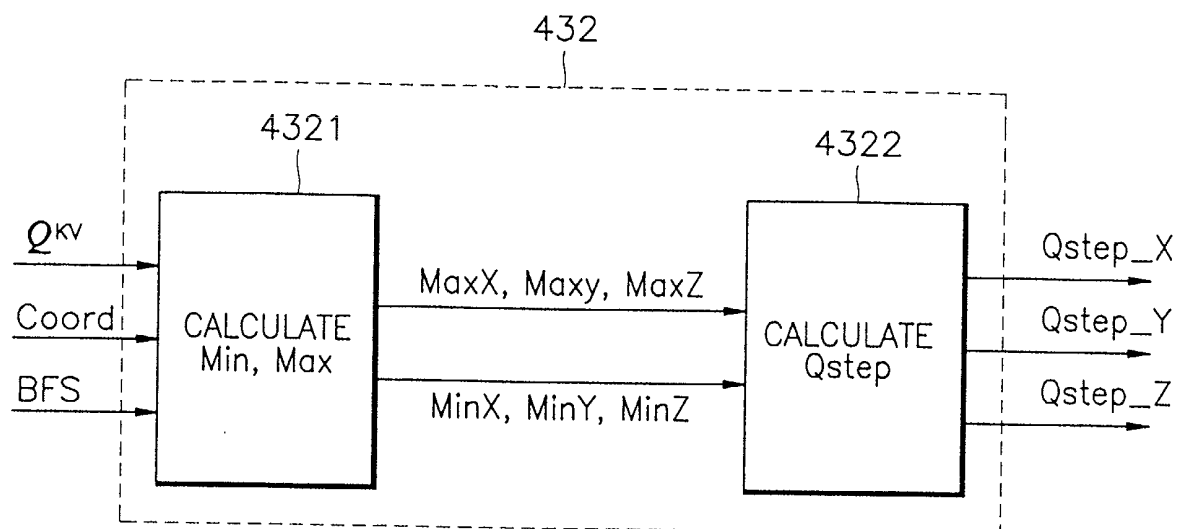 432
4321
4322
Q^KV
Coord
BFS
CALCULATE
Min, Max
MaxX, Maxy, MaxZ
MinX, MinY, MinZ
CALCULATE
Qstep
Qstep_X
Qstep_Y
Qstep_Z